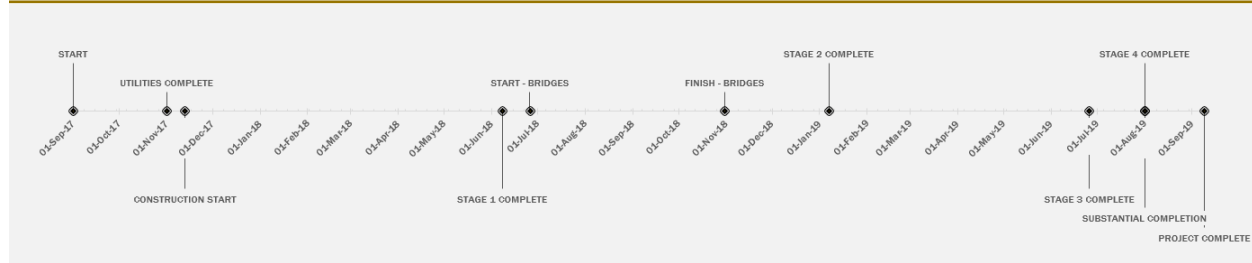 START
STAGE 2 COMPLETE
STAGE 4 COMPLETE
UTILITIES COMPLETE
START - BRIDGES
FINISH - BRIDGES
01-Sep-17
01-Oct-17
01-Nov-17
01-Dec-17
01-Jan-18
01-Feb-18
01-Mar-18
01-Apr-18
01-May-18
01-Jun-18
01-Jul-18
01-Aug-18
01-Sep-18
01-Oct-18
01-Nov-18
01-Dec-18
01-Jan-19
01-Feb-19
01-Mar-19
01-Apr-19
01-May-19
01-Jun-19
01-Jul-19
01-Aug-19
01-Sep-19
CONSTRUCTION START
STAGE 1 COMPLETE
STAGE 3 COMPLETE
SUBSTANTIAL COMPLETION
PROJECT COMPLETE